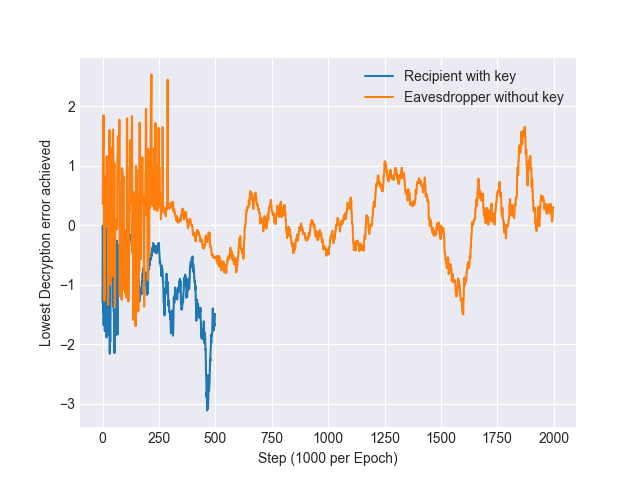 Recipient with key
Eavesdropper without key
Lowest Decryption error achieved
2
1
0
−1
−2
−3
0 250 500 750 1000 1250 1500 1750 2000
Step (1000 per Epoch)